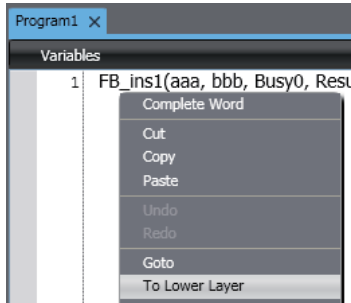 Program1 X
Variables
1 FB_ins1(aaa, bbb, Busy0, Resu
Complete Word
Cut
Copy
Paste
Undo
Redo
Goto
To Lower Layer